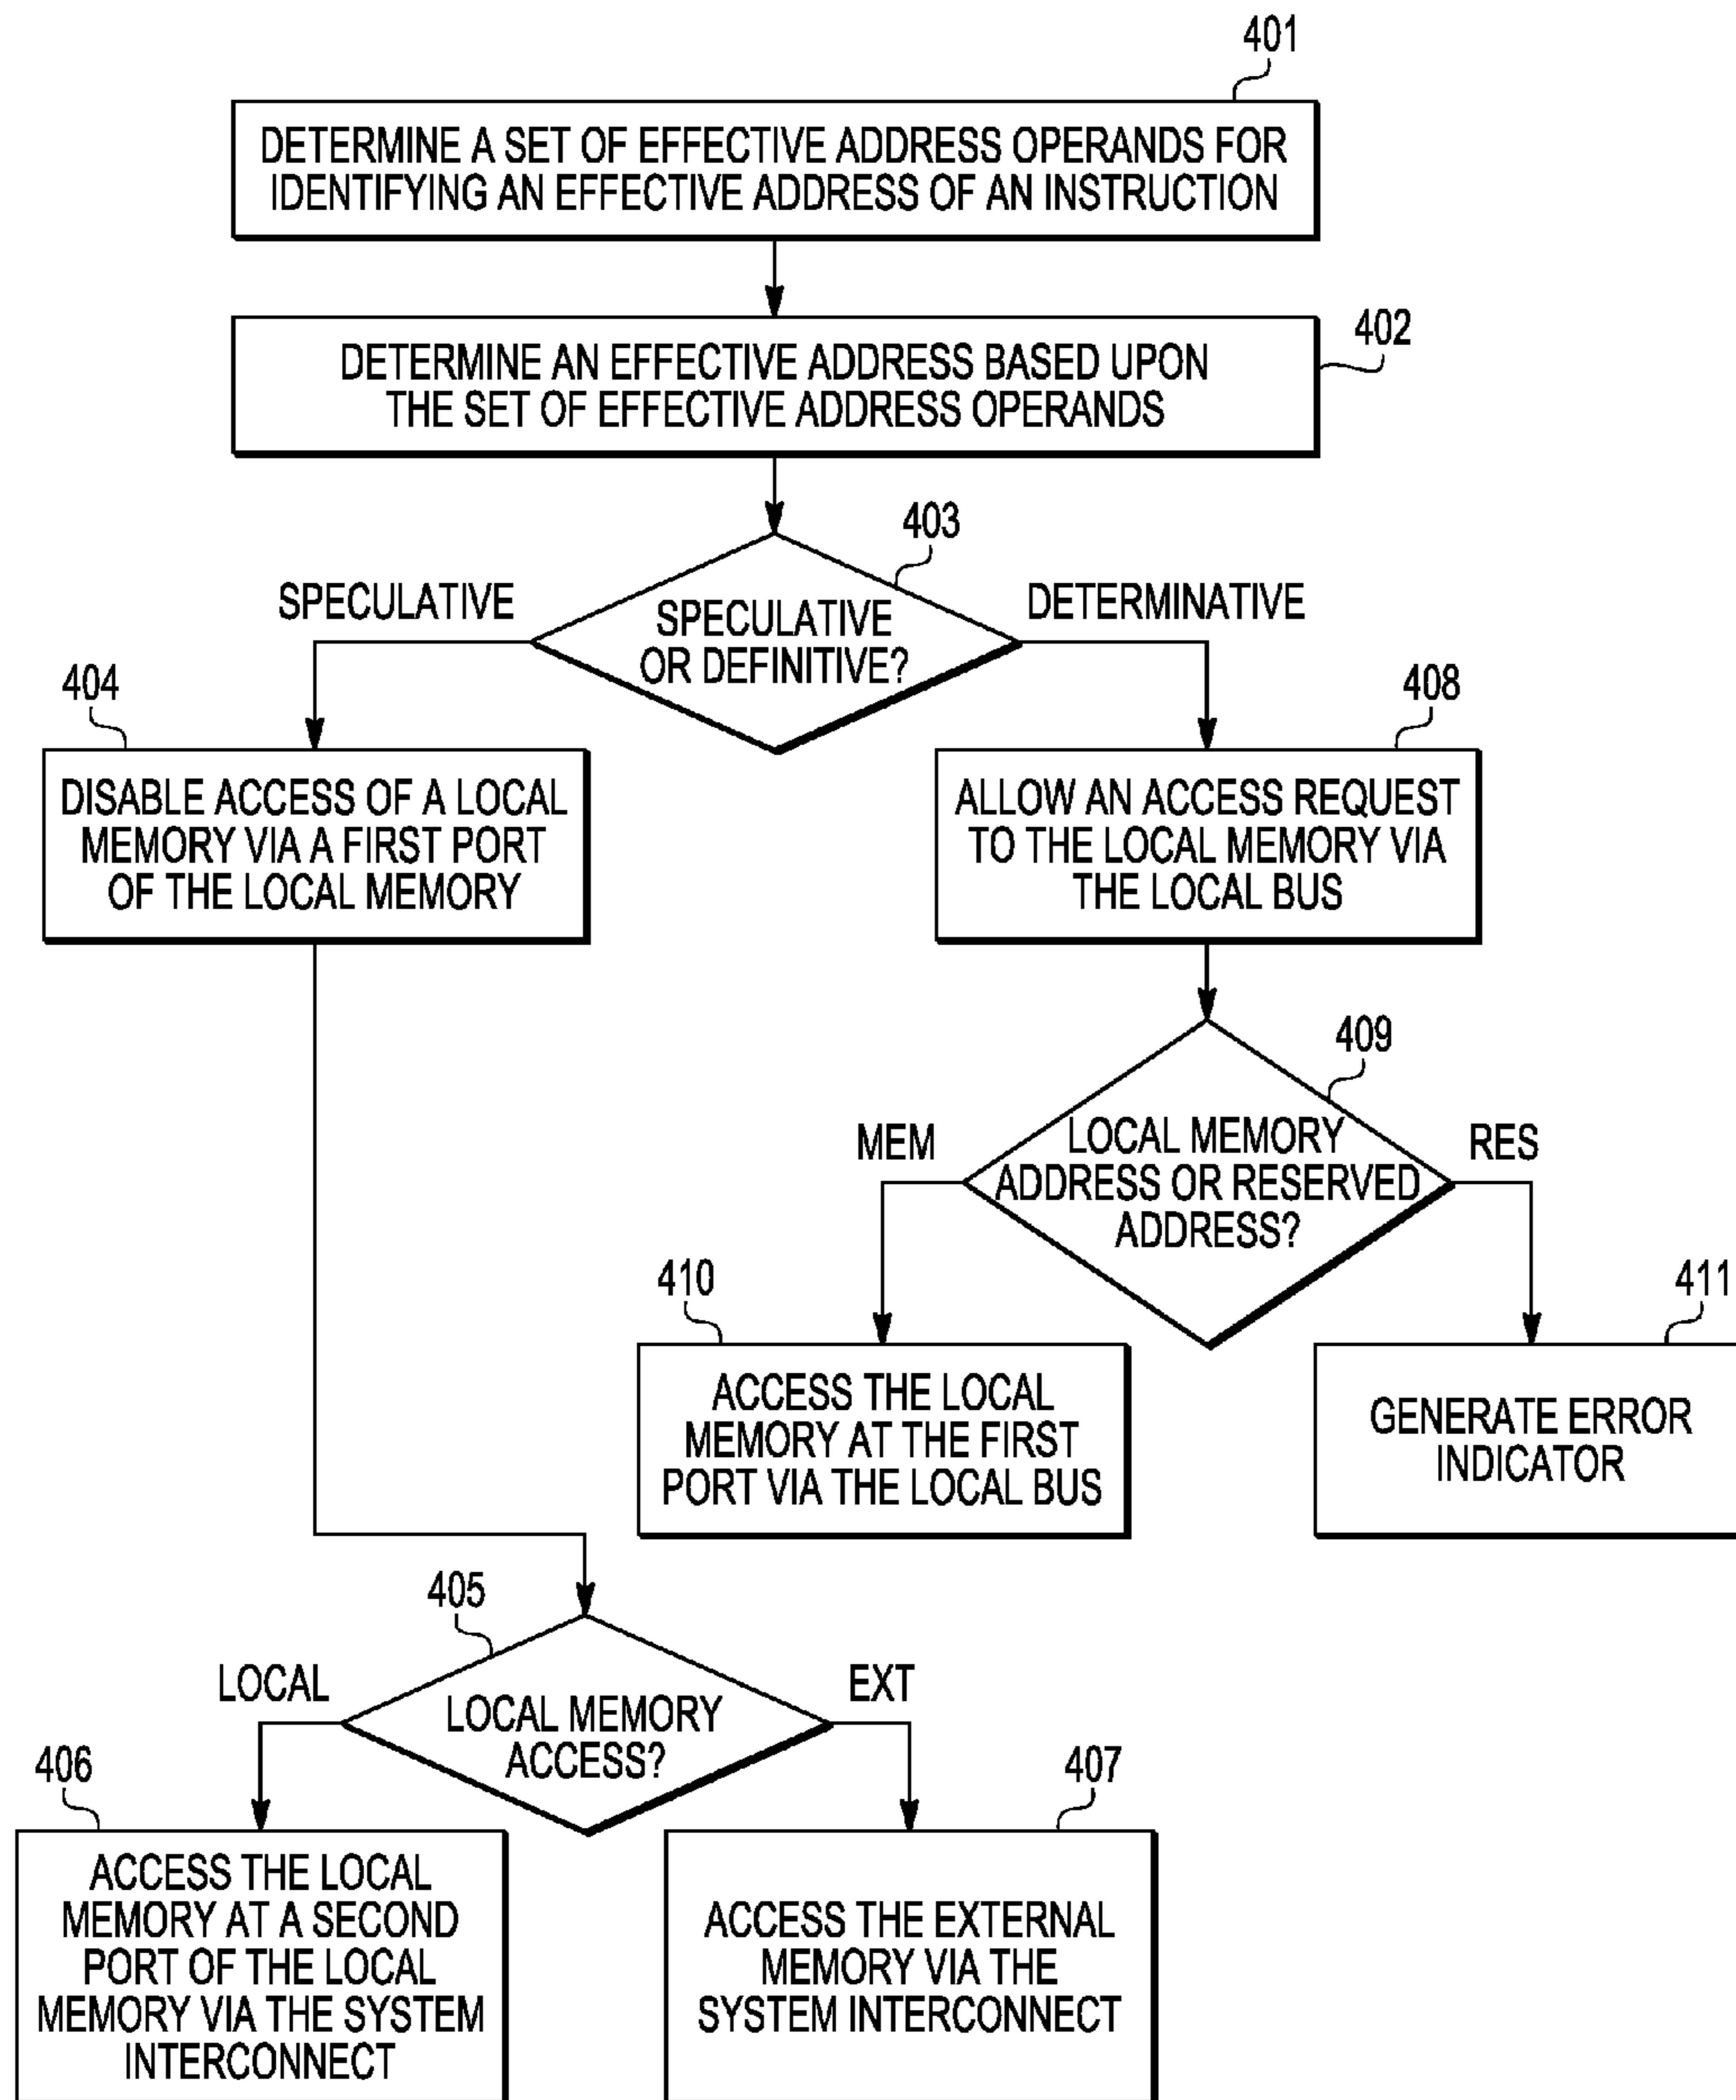 401
DETERMINE A SET OF EFFECTIVE ADDRESS OPERANDS FOR
IDENTIFYING AN EFFECTIVE ADDRESS OF AN INSTRUCTION
402
DETERMINE AN EFFECTIVE ADDRESS BASED UPON
THE SET OF EFFECTIVE ADDRESS OPERANDS
403
SPECULATIVE
DETERMINATIVE
SPECULATIVE
OR DEFINITIVE?
404
DISABLE ACCESS OF A LOCAL
MEMORY VIA A FIRST PORT
OF THE LOCAL MEMORY
408
ALLOW AN ACCESS REQUEST
TO THE LOCAL MEMORY VIA
THE LOCAL BUS
409
MEM
LOCAL MEMORY
ADDRESS OR RESERVED
ADDRESS?
RES
410
ACCESS THE LOCAL
MEMORY AT THE FIRST
PORT VIA THE LOCAL BUS
411
GENERATE ERROR
INDICATOR
405
LOCAL
LOCAL MEMORY
ACCESS?
EXT
406
ACCESS THE LOCAL
MEMORY AT A SECOND
PORT OF THE LOCAL
MEMORY VIA THE SYSTEM
INTERCONNECT
407
ACCESS THE EXTERNAL
MEMORY VIA THE
SYSTEM INTERCONNECT